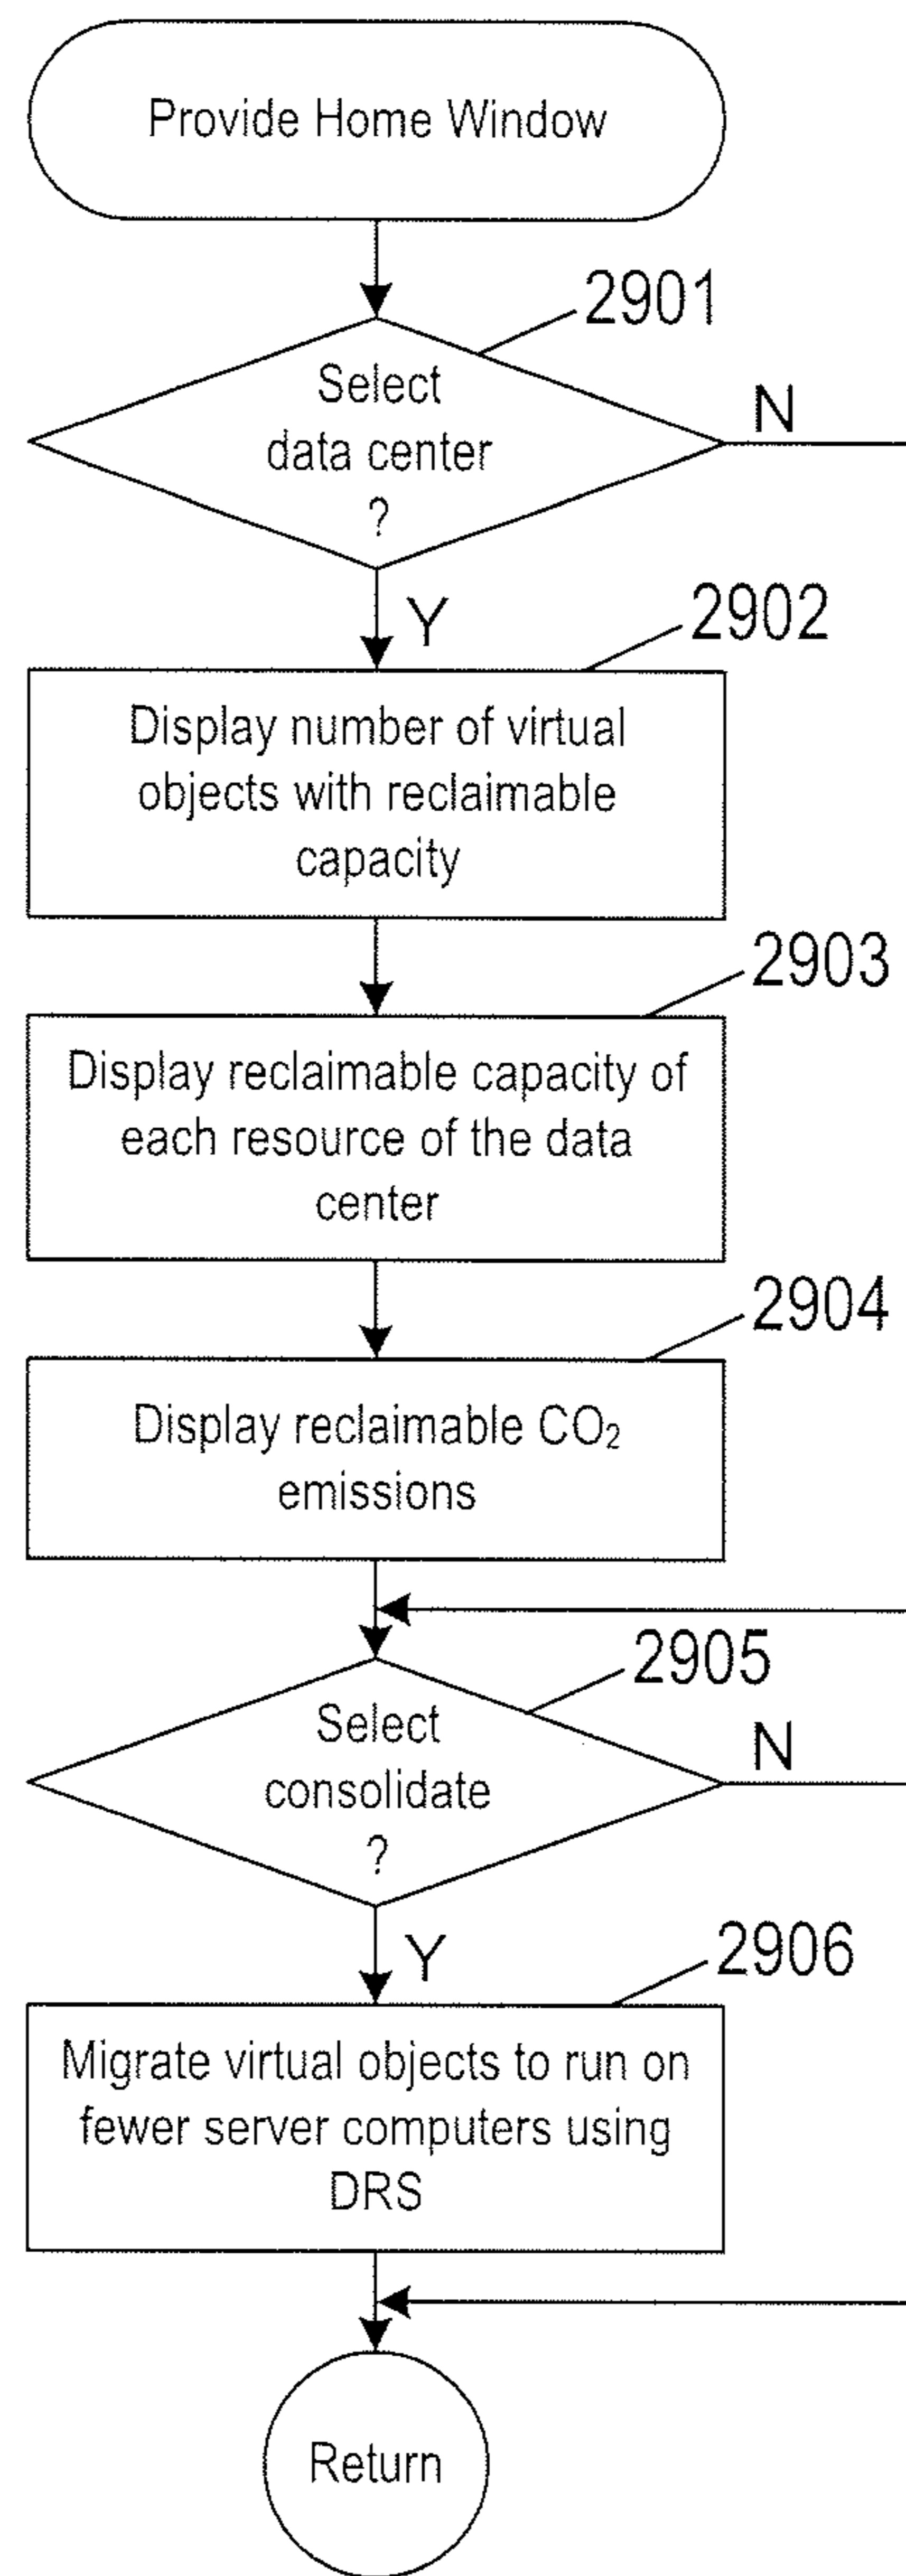 Provide Home Window
2901
Select
data center
?
N
Y
2902
Display number of virtual
objects with reclaimable
capacity
2903
Display reclaimable capacity of
each resource of the data
center
2904
Display reclaimable CO₂
emissions
2905
Select
consolidate
?
N
Y
2906
Migrate virtual objects to run on
fewer server computers using
DRS
Return